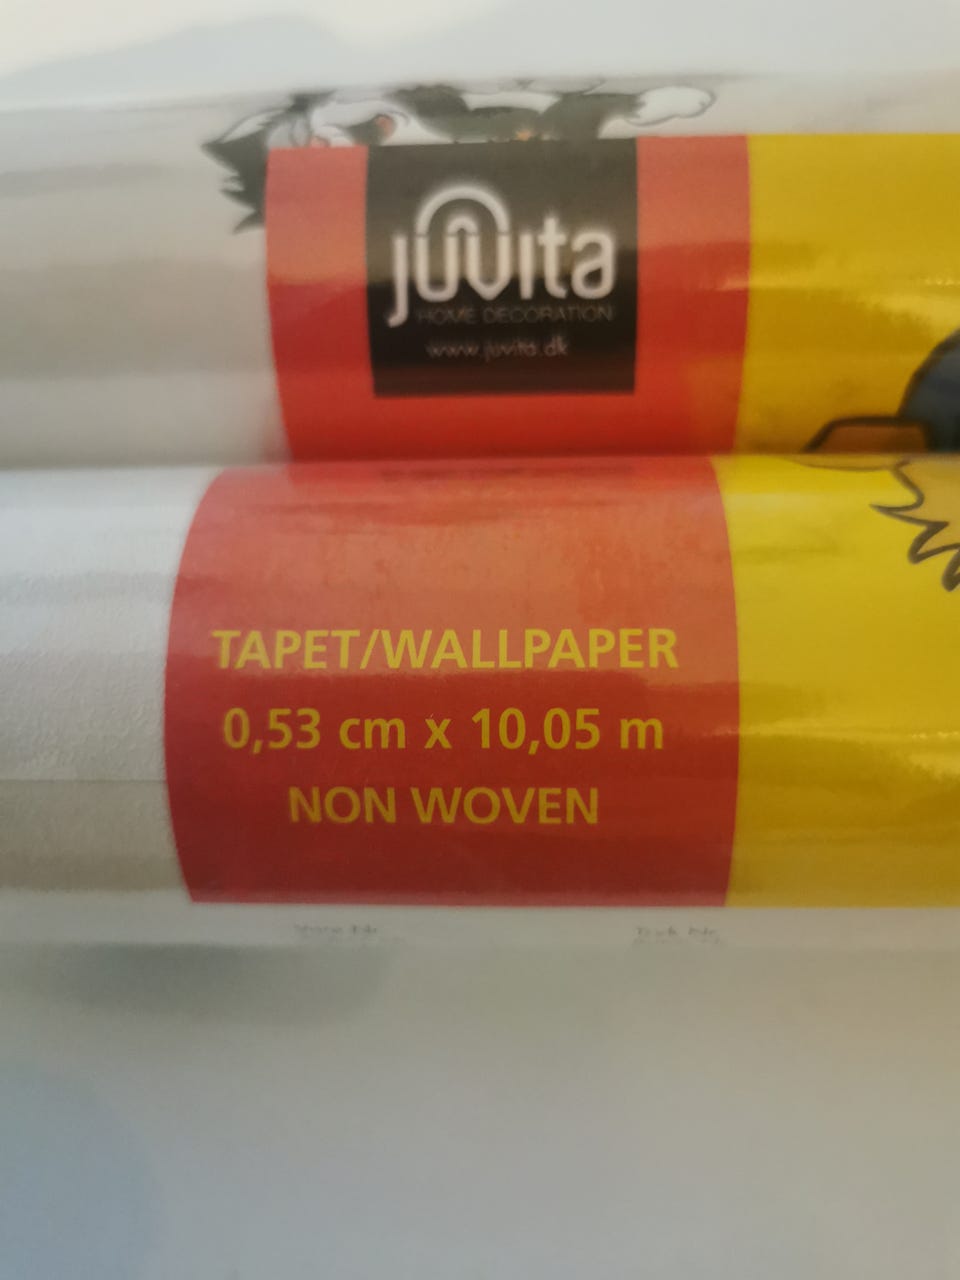 juvita
HOME DECORATION
www.juvita.dk
TAPET/WALLPAPER
0,53 cm x 10,05 m
NON WOVEN